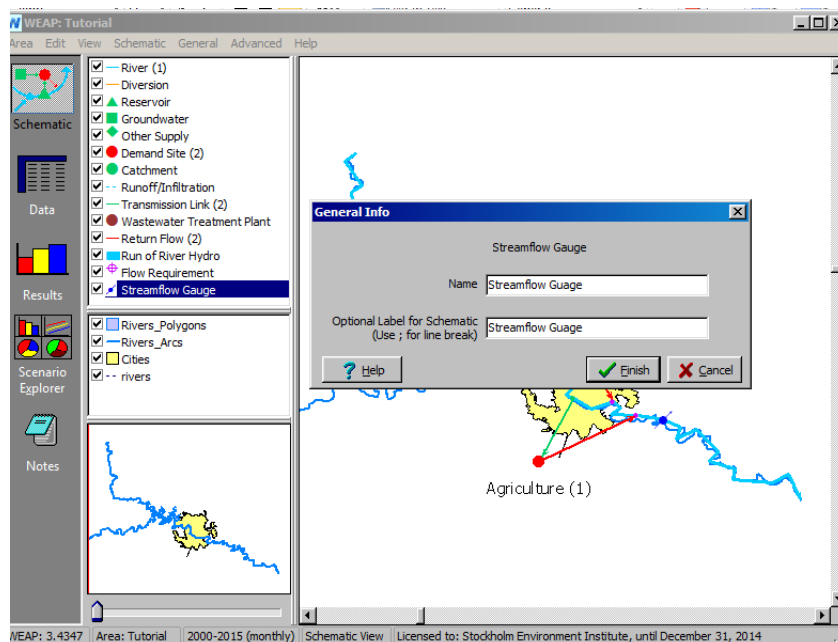 WEAP: Tutorial
Area Edit View Schematic General Advanced Help
Schematic
Data
Results
Scenario
Explorer
Notes
River (1)
Diversion
Reservoir
Groundwater
Other Supply
Demand Site (2)
Catchment
Runoff/Infiltration
Transmission Link (2)
Wastewater Treatment Plant
Return Flow (2)
Run of River Hydro
Flow Requirement
Streamflow Gauge
Rivers_Polygons
Rivers_Arcs
Cities
rivers
General Info
Streamflow Gauge
Name Streamflow Guage
Optional Label for Schematic
(Use ; for line break) Streamflow Guage
? Help Finish Cancel
Agriculture (1)
WEAP: 3.4347 Area: Tutorial 2000-2015 (monthly) Schematic View Licensed to: Stockholm Environment Institute, until December 31, 2014